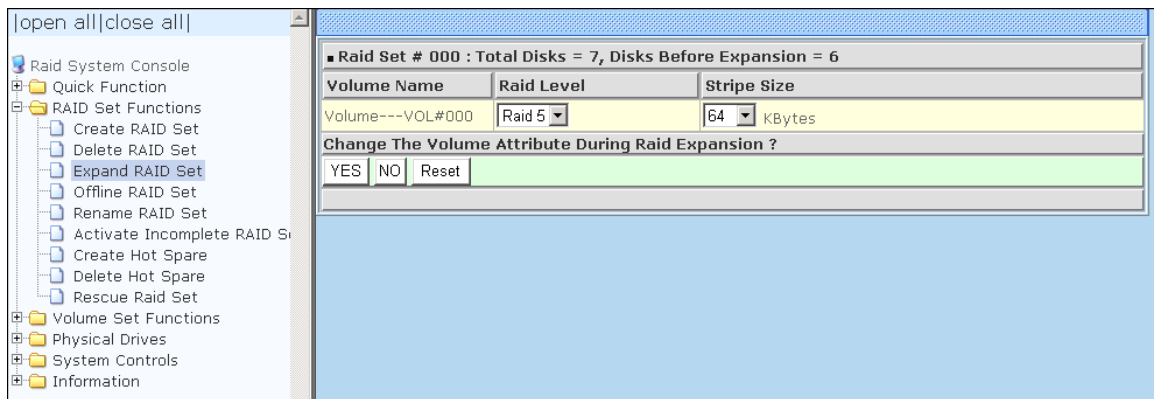 |open all|close all|
Raid System Console
Quick Function
RAID Set Functions
Create RAID Set
Delete RAID Set
Expand RAID Set
Offline RAID Set
Rename RAID Set
Activate Incomplete RAID S
Create Hot Spare
Delete Hot Spare
Rescue Raid Set
Volume Set Functions
Physical Drives
System Controls
Information
Raid Set # 000 : Total Disks = 7, Disks Before Expansion = 6
Volume Name Raid Level Stripe Size
Volume---VOL#000 Raid 5 64 KBytes
Change The Volume Attribute During Raid Expansion ?
YES NO Reset